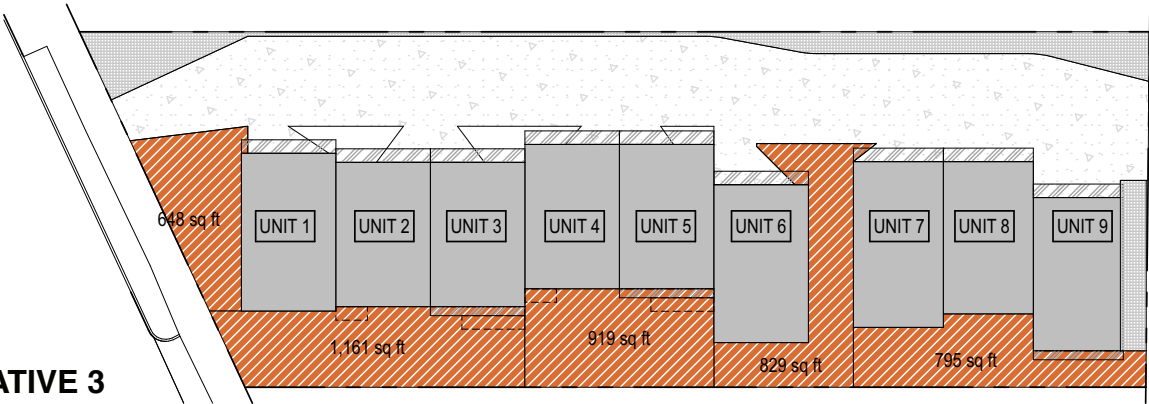 648 sq ft
UNIT 1
UNIT 2
UNIT 3
UNIT 4
UNIT 5
UNIT 6
UNIT 7
UNIT 8
UNIT 9
1,161 sq ft
919 sq ft
829 sq ft
795 sq ft
ATIVE 3